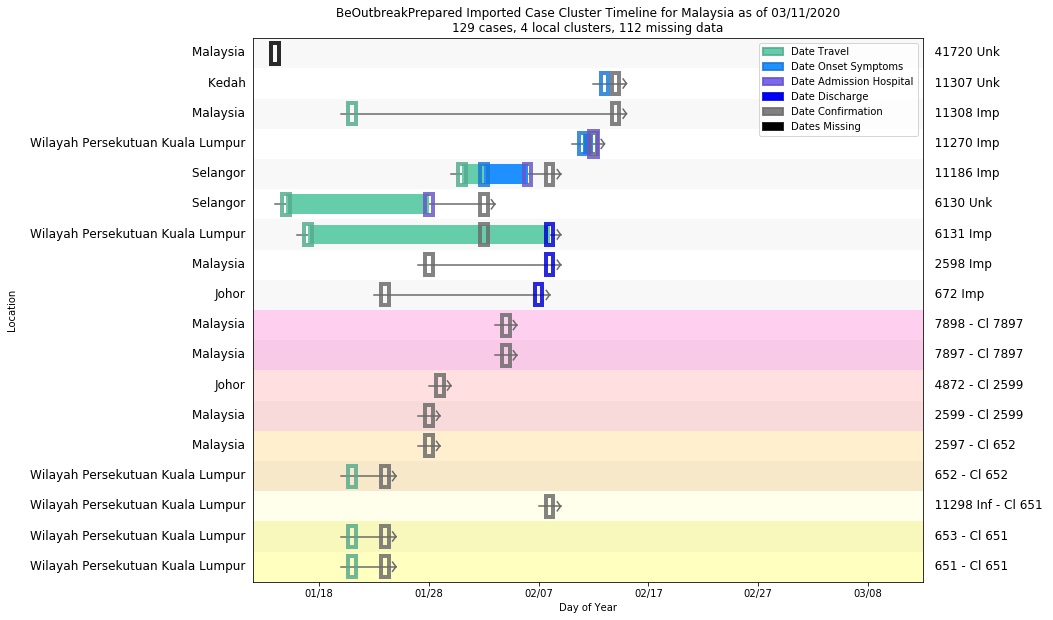 BeOutbreakPrepared Imported Case Cluster Timeline for Malaysia as of 03/11/2020
129 cases, 4 local clusters, 112 missing data
Date Travel
Date Onset Symptoms
Date Admission Hospital
Date Discharge
Date Confirmation
Dates Missing
Location
Malaysia 41720 Unk
Kedah 11307 Unk
Malaysia 11308 Imp
Wilayah Persekutuan Kuala Lumpur 11270 Imp
Selangor 11186 Imp
Selangor 6130 Unk
Wilayah Persekutuan Kuala Lumpur 6131 Imp
Malaysia 2598 Imp
Johor 672 Imp
Malaysia 7898 - Cl 7897
Malaysia 7897 - Cl 7897
Johor 4872 - Cl 2599
Malaysia 2599 - Cl 2599
Malaysia 2597 - Cl 652
Wilayah Persekutuan Kuala Lumpur 652 - Cl 652
Wilayah Persekutuan Kuala Lumpur 11298 Inf - Cl 651
Wilayah Persekutuan Kuala Lumpur 653 - Cl 651
Wilayah Persekutuan Kuala Lumpur 651 - Cl 651
01/18 01/28 02/07 02/17 02/27 03/08
Day of Year